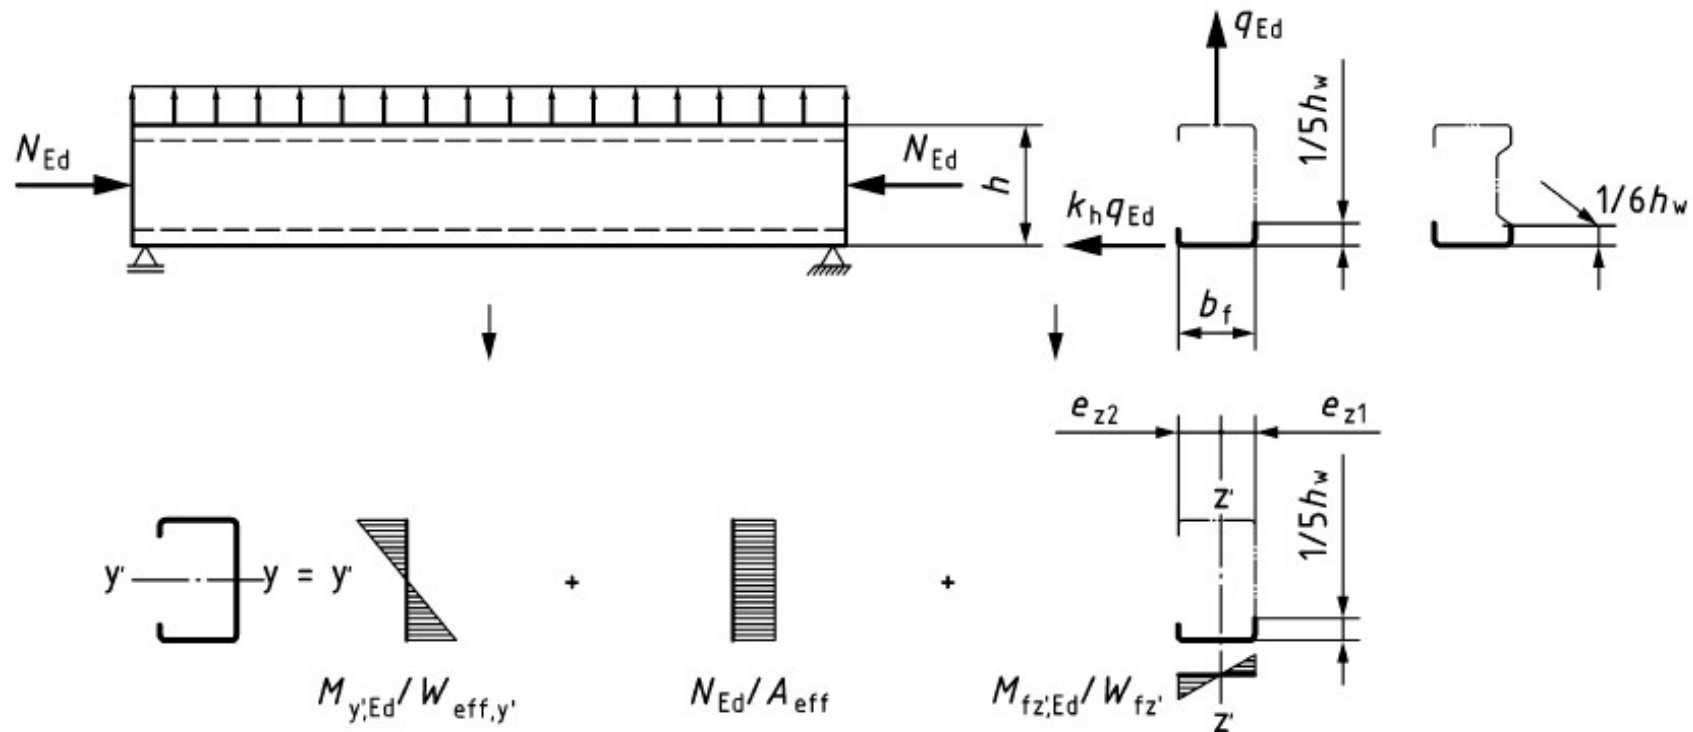 q_Ed
N_Ed
N_Ed
h
1/5h_w
k_h q_Ed
1/6h_w
b_f
e_z2
e_z1
z'
1/5h_w
y' y = y' + +
M_y',Ed / W_eff,y'
N_Ed / A_eff
M_fz',Ed / W_fz'
z'